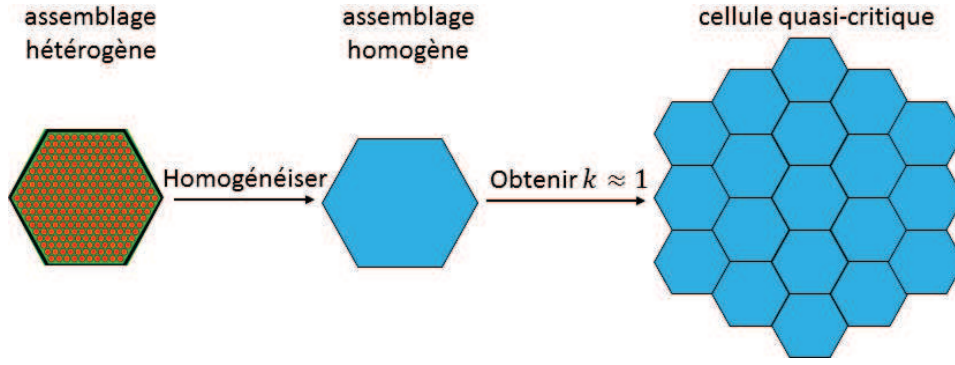 assemblage
hétérogène
assemblage
homogène
cellule quasi-critique
Homogénéiser
Obtenir k ≈ 1